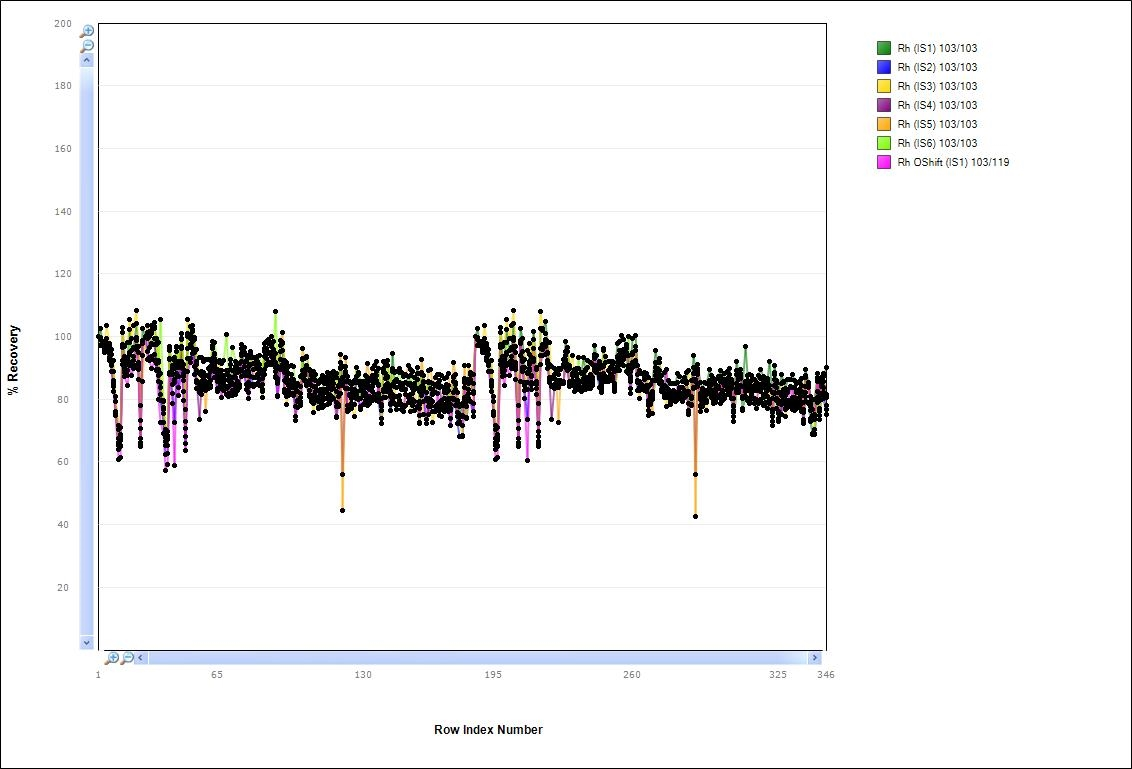 200
180
160
140
120
100
80
60
40
20
% Recovery
1 65 130 195 260 325 346
Row Index Number
Rh (IS1) 103/103
Rh (IS2) 103/103
Rh (IS3) 103/103
Rh (IS4) 103/103
Rh (IS5) 103/103
Rh (IS6) 103/103
Rh OShift (IS1) 103/119